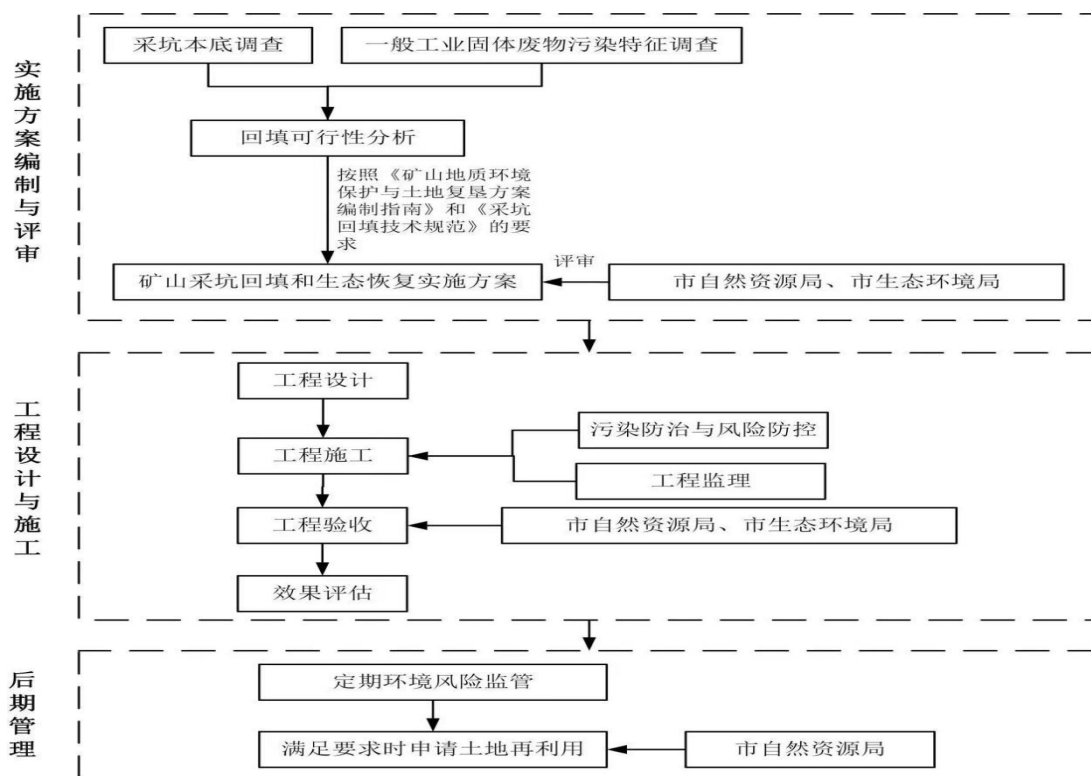 实施方案编制与评审
采坑本底调查
一般工业固体废物污染特征调查
回填可行性分析
按照《矿山地质环境
保护与土地复垦方案
编制指南》和《采坑
回填技术规范》的要
求
矿山采坑回填和生态恢复实施方案
评审
市自然资源局、市生态环境局
工程设计与施工
工程设计
工程施工
污染防治与风险防控
工程监理
工程验收
市自然资源局、市生态环境局
效果评估
后期管理
定期环境风险监管
满足要求时申请土地再利用
市自然资源局